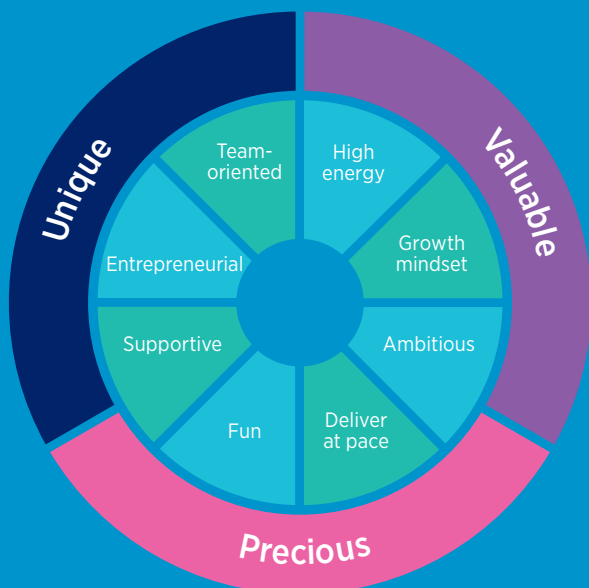 Unique
Valuable
Precious
Team-
oriented
High
energy
Growth
mindset
Ambitious
Deliver
at pace
Fun
Supportive
Entrepreneurial